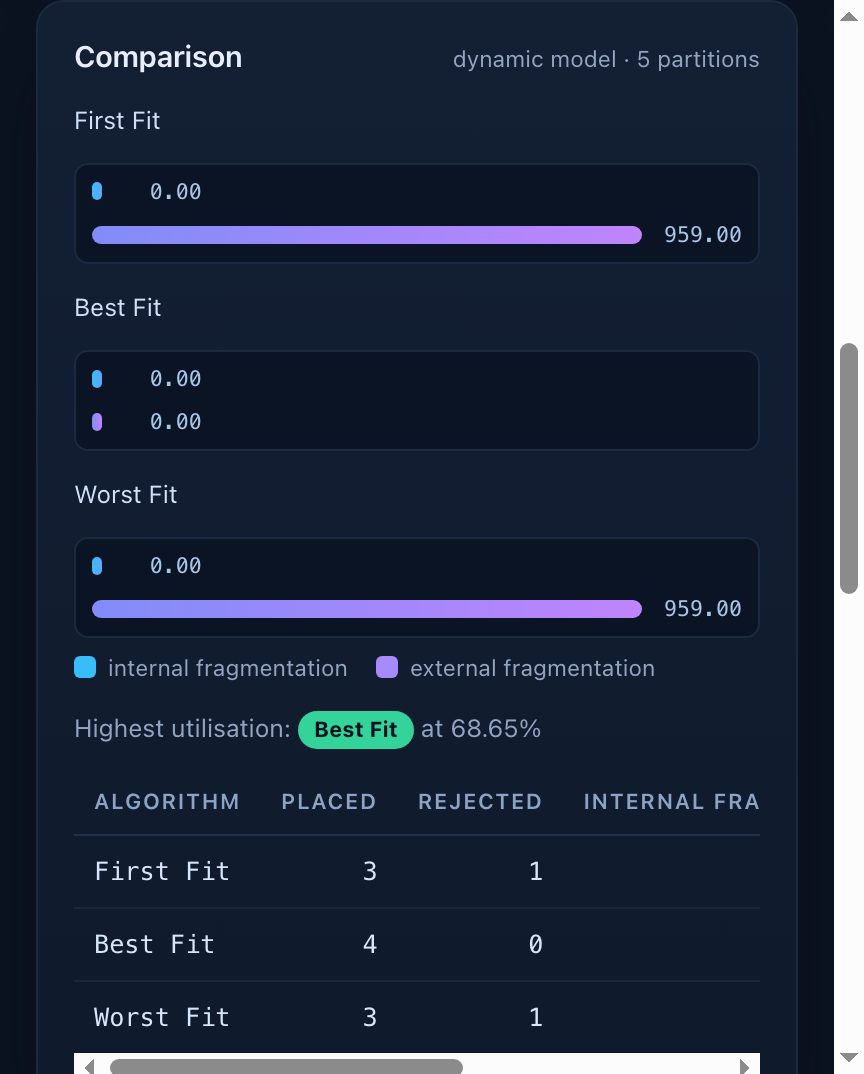 Comparison dynamic model · 5 partitions
First Fit
0.00
959.00
Best Fit
0.00
0.00
Worst Fit
0.00
959.00
internal fragmentation external fragmentation
Highest utilisation: Best Fit at 68.65%
ALGORITHM PLACED REJECTED INTERNAL FRA
First Fit 3 1
Best Fit 4 0
Worst Fit 3 1